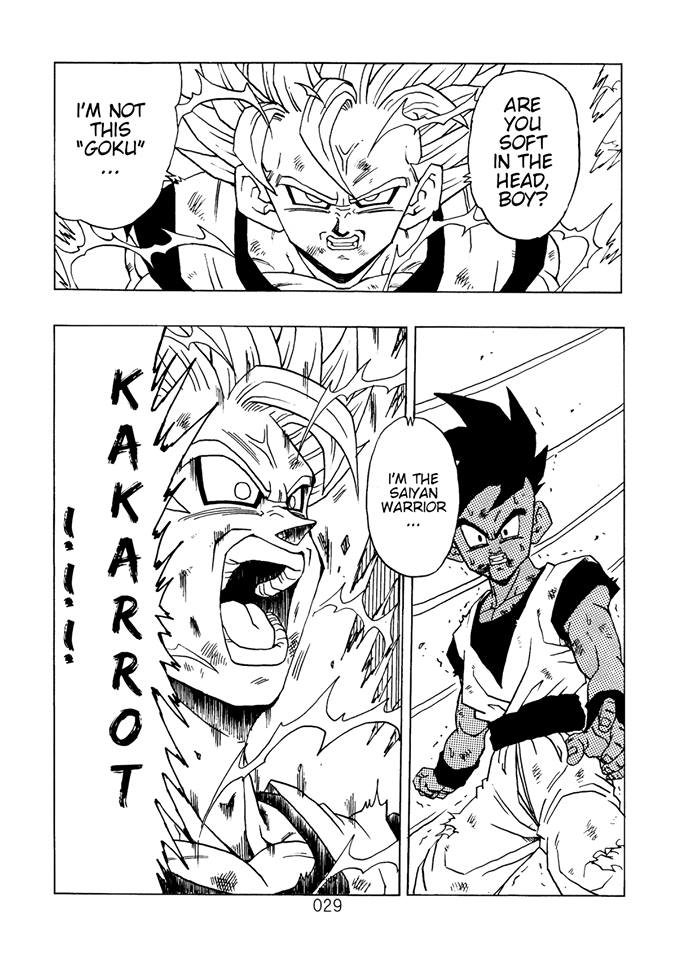 ARE
YOU
SOFT
IN THE
HEAD,
BOY?
I'M NOT
THIS
"GOKU"
...
I'M THE
SAIYAN
WARRIOR
...
KAKARROT
!!!
029